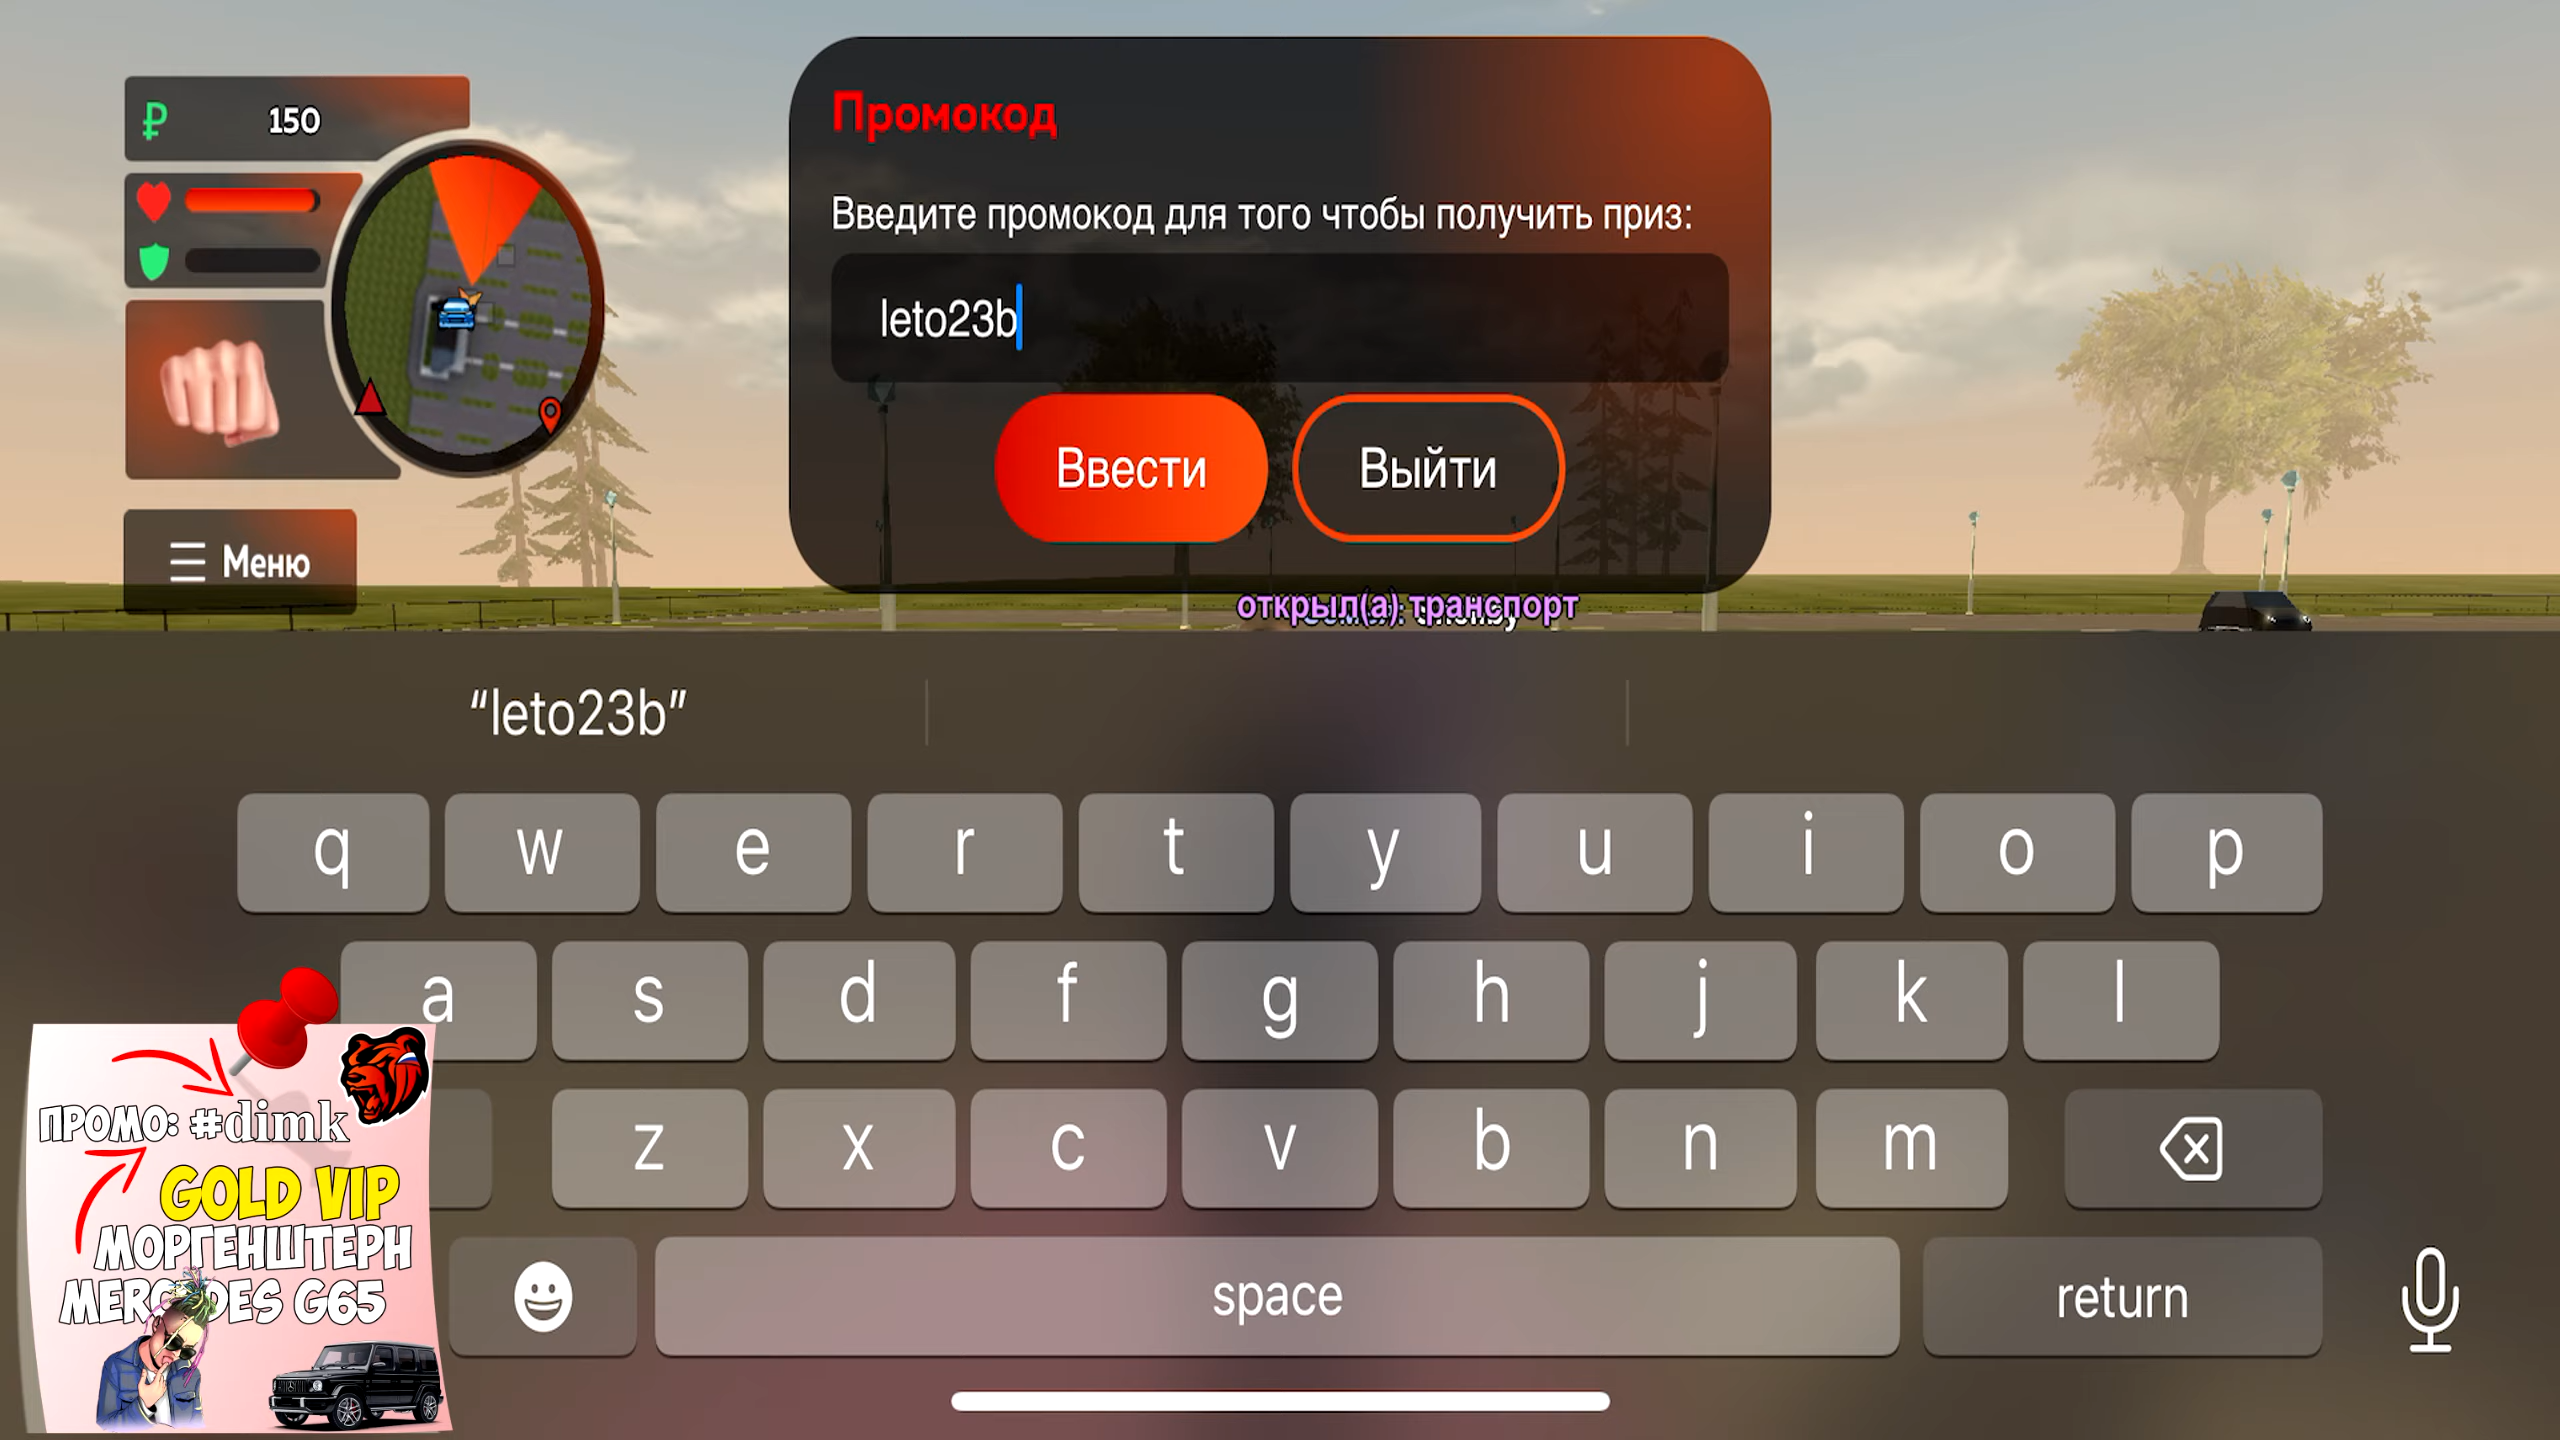 150
Меню
Промокод
Введите промокод для того чтобы получить приз:
leto23b
Ввести
Выйти
открыл(а) транспорт
“leto23b”
q w e r t y u i o p
a s d f g h j k l
z x c v b n m
space
return
ПРОМО: #dimk
GOLD VIP
МОРГЕНШТЕРН
MERCEDES G65